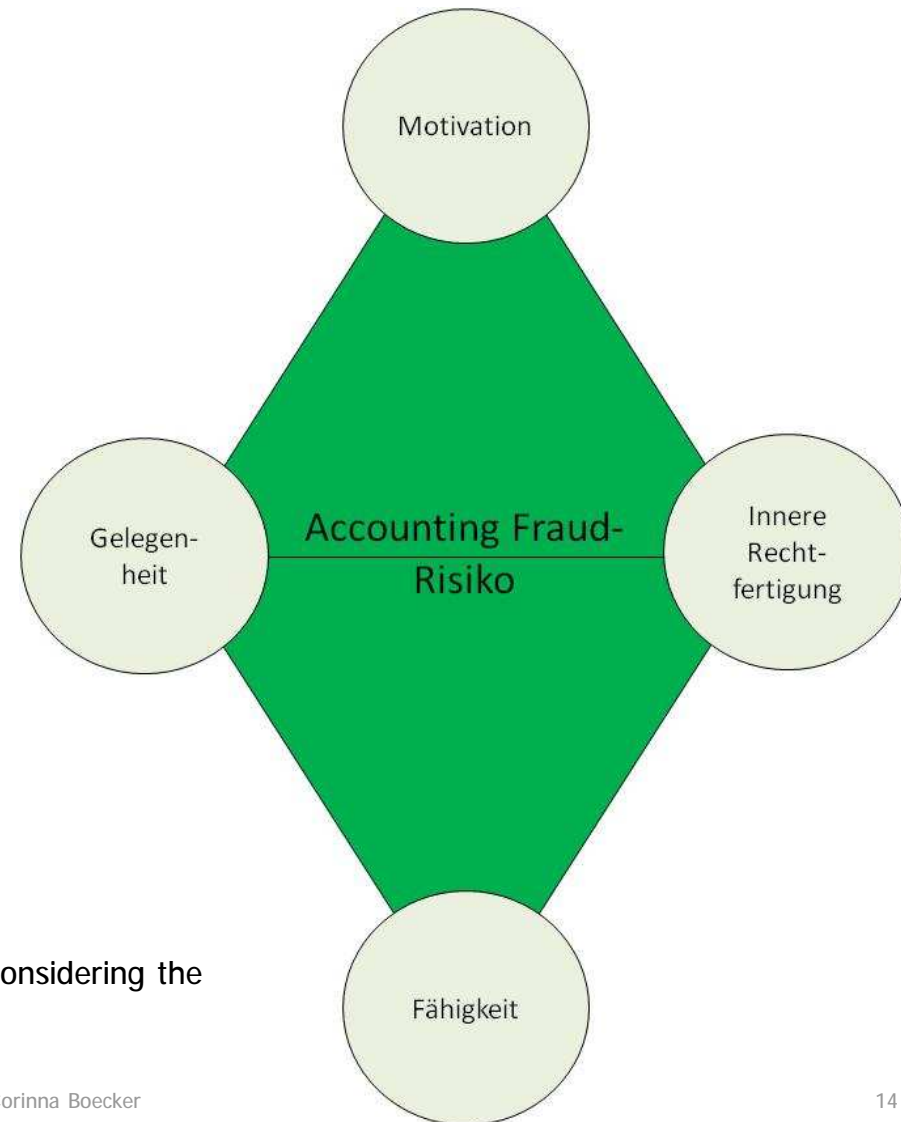 Motivation
Gelegen-
heit
Accounting Fraud-
Risiko
Innere
Recht-
fertigung
onsidering the
Fähigkeit
orinna Boecker
14